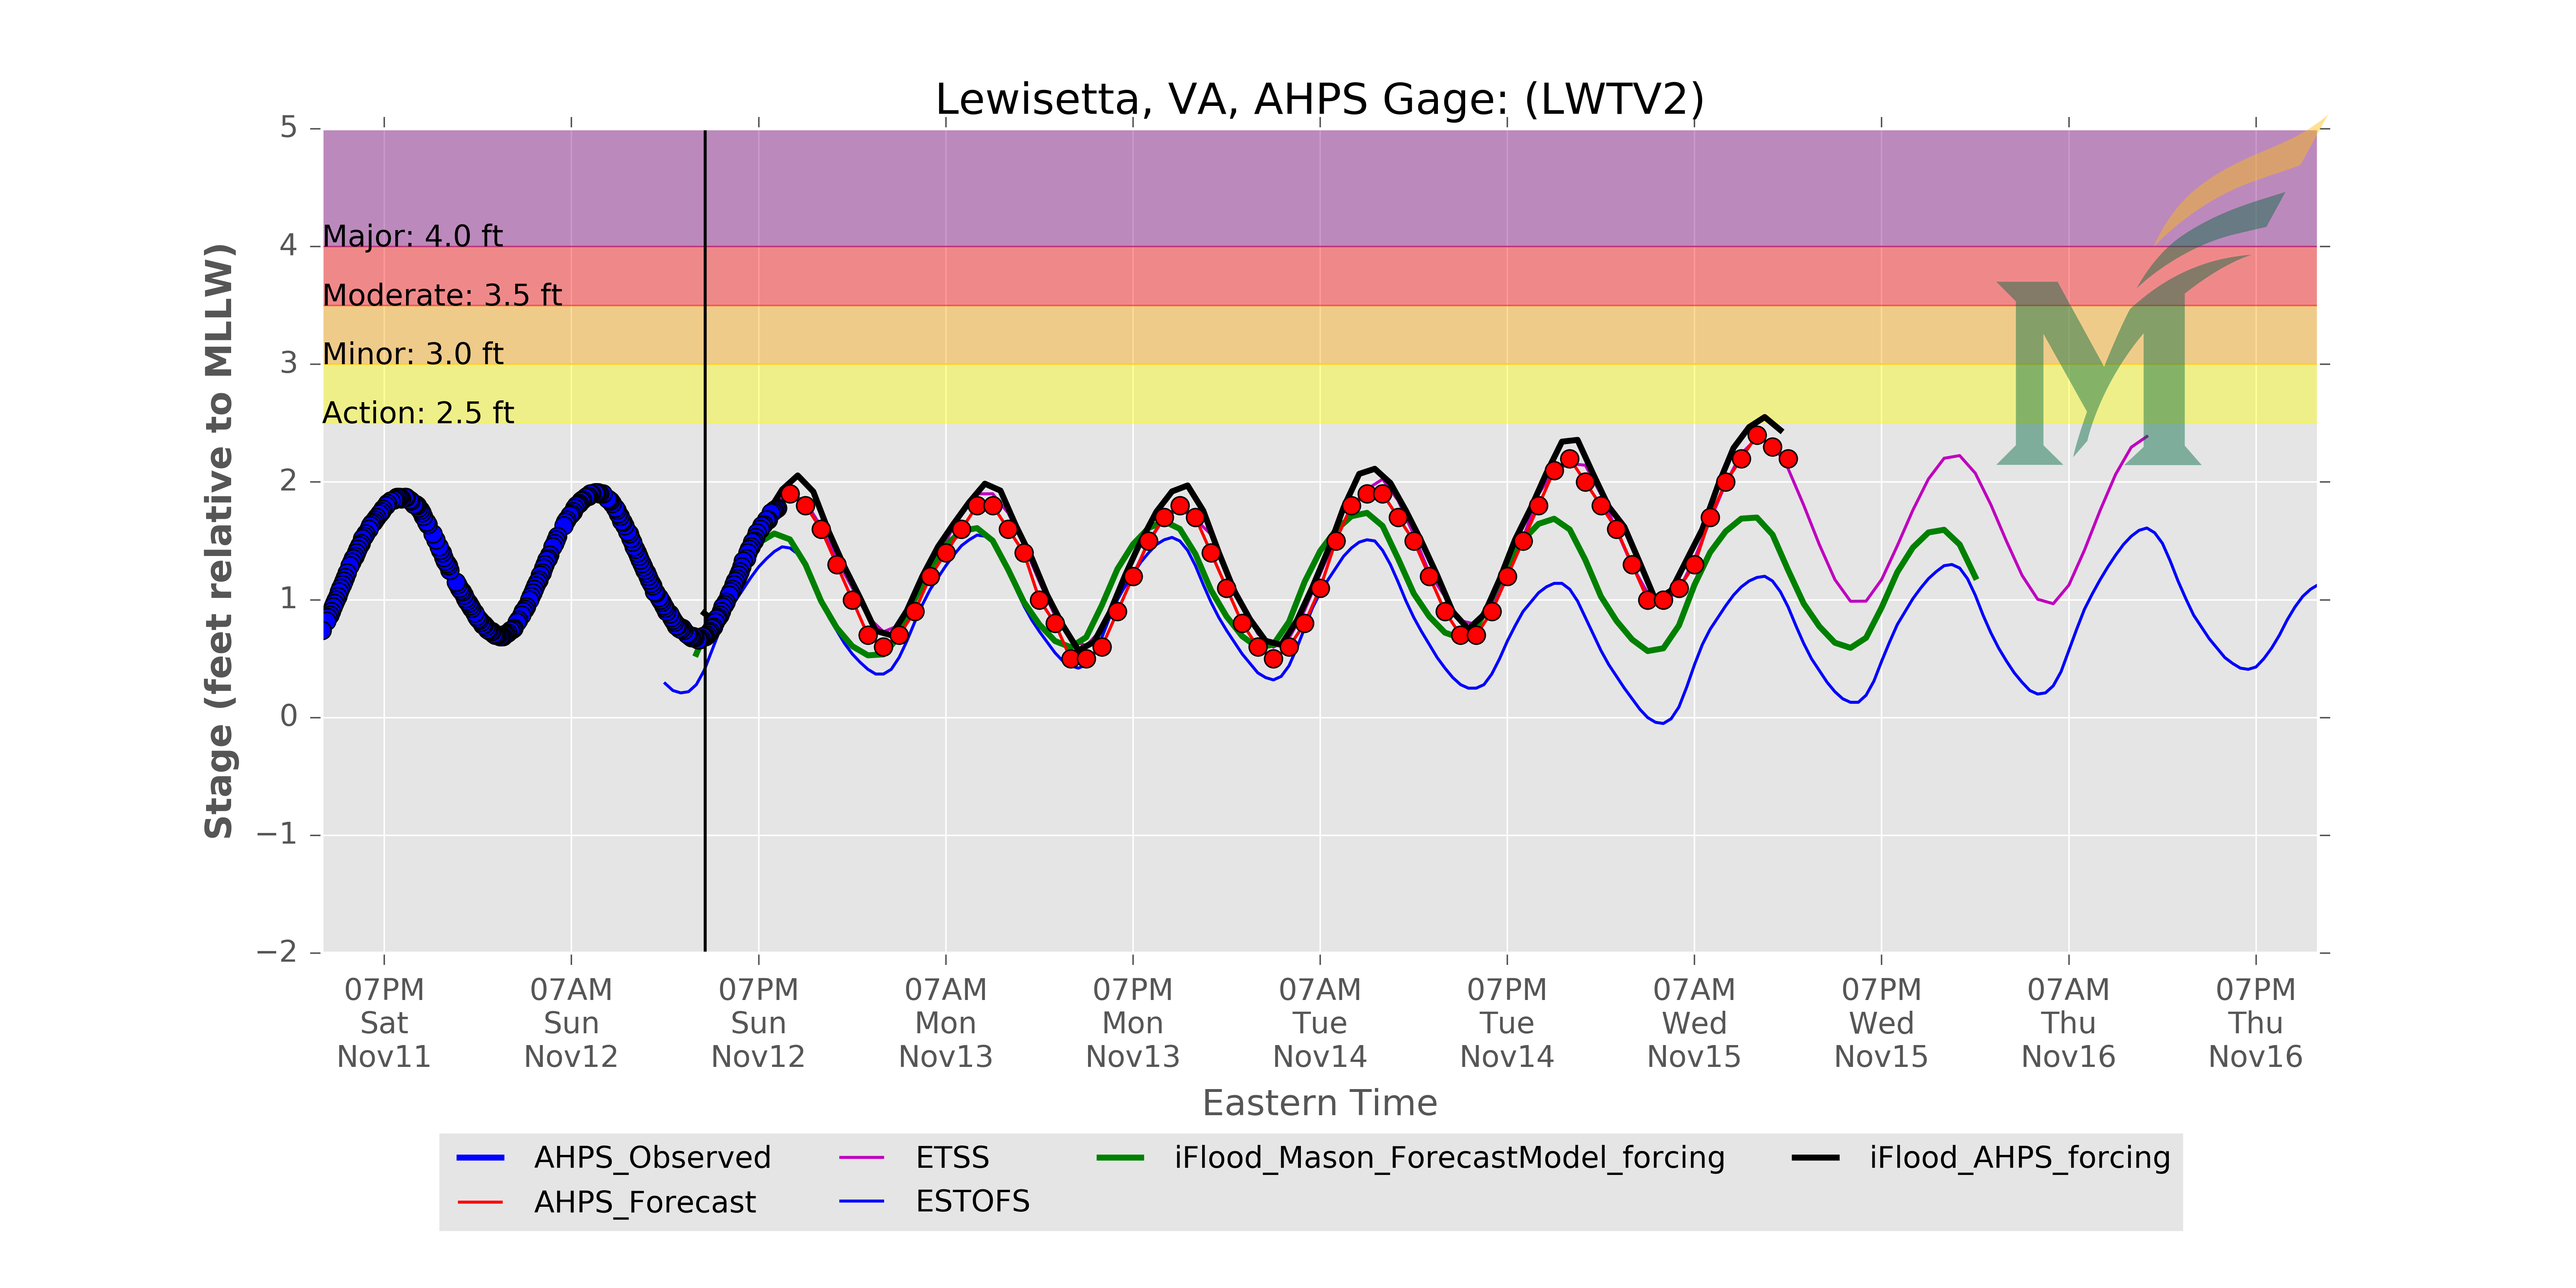 Lewisetta, VA, AHPS Gage: (LWTV2)
5
4
3
2
1
0
−1
−2
Stage (feet relative to MLLW)
Major: 4.0 ft
Moderate: 3.5 ft
Minor: 3.0 ft
Action: 2.5 ft
M
07PM 07AM 07PM 07AM 07PM 07AM 07PM 07AM 07PM 07AM 07PM
Sat Sun Sun Mon Mon Tue Tue Wed Wed Thu Thu
Nov11 Nov12 Nov12 Nov13 Nov13 Nov14 Nov14 Nov15 Nov15 Nov16 Nov16
Eastern Time
AHPS_Observed ETSS iFlood_Mason_ForecastModel_forcing iFlood_AHPS_forcing
AHPS_Forecast ESTOFS